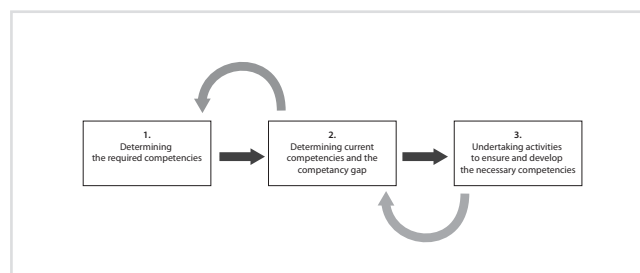 1.
Determining
the required competencies
2.
Determining current
competencies and the
competancy gap
3.
Undertaking activities
to ensure and develop
the necessary competencies